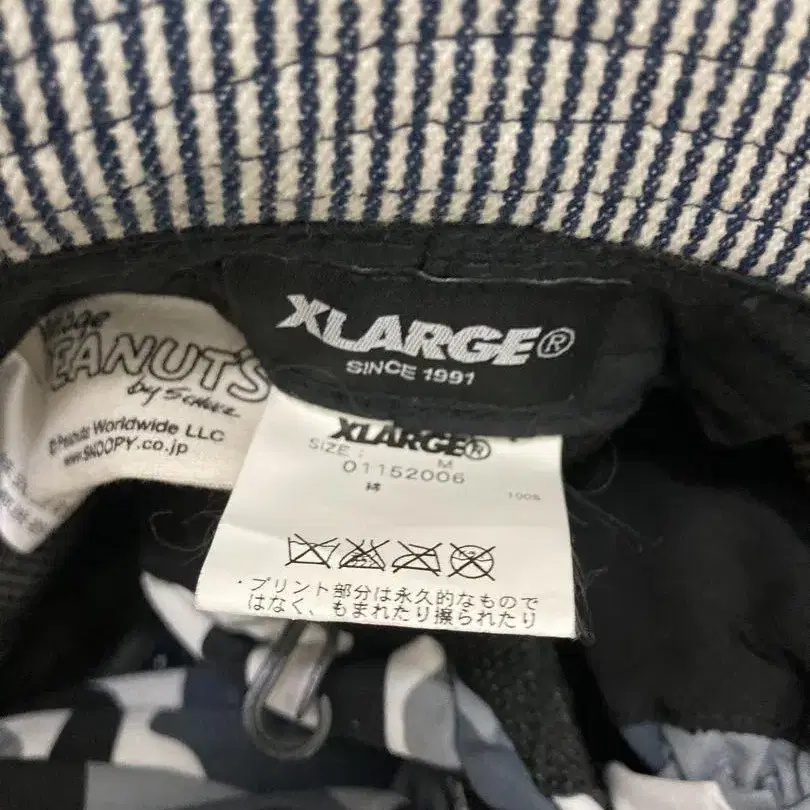 XLARGE®
SINCE 1991
PEANUTS
by SCHULZ
© Peanuts Worldwide LLC
www.SNOOPY.co.jp
XLARGE®
SIZE : M
01152006
綿 100%
・プリント部分は永久的なもので
はなく、もまれたり擦られたり